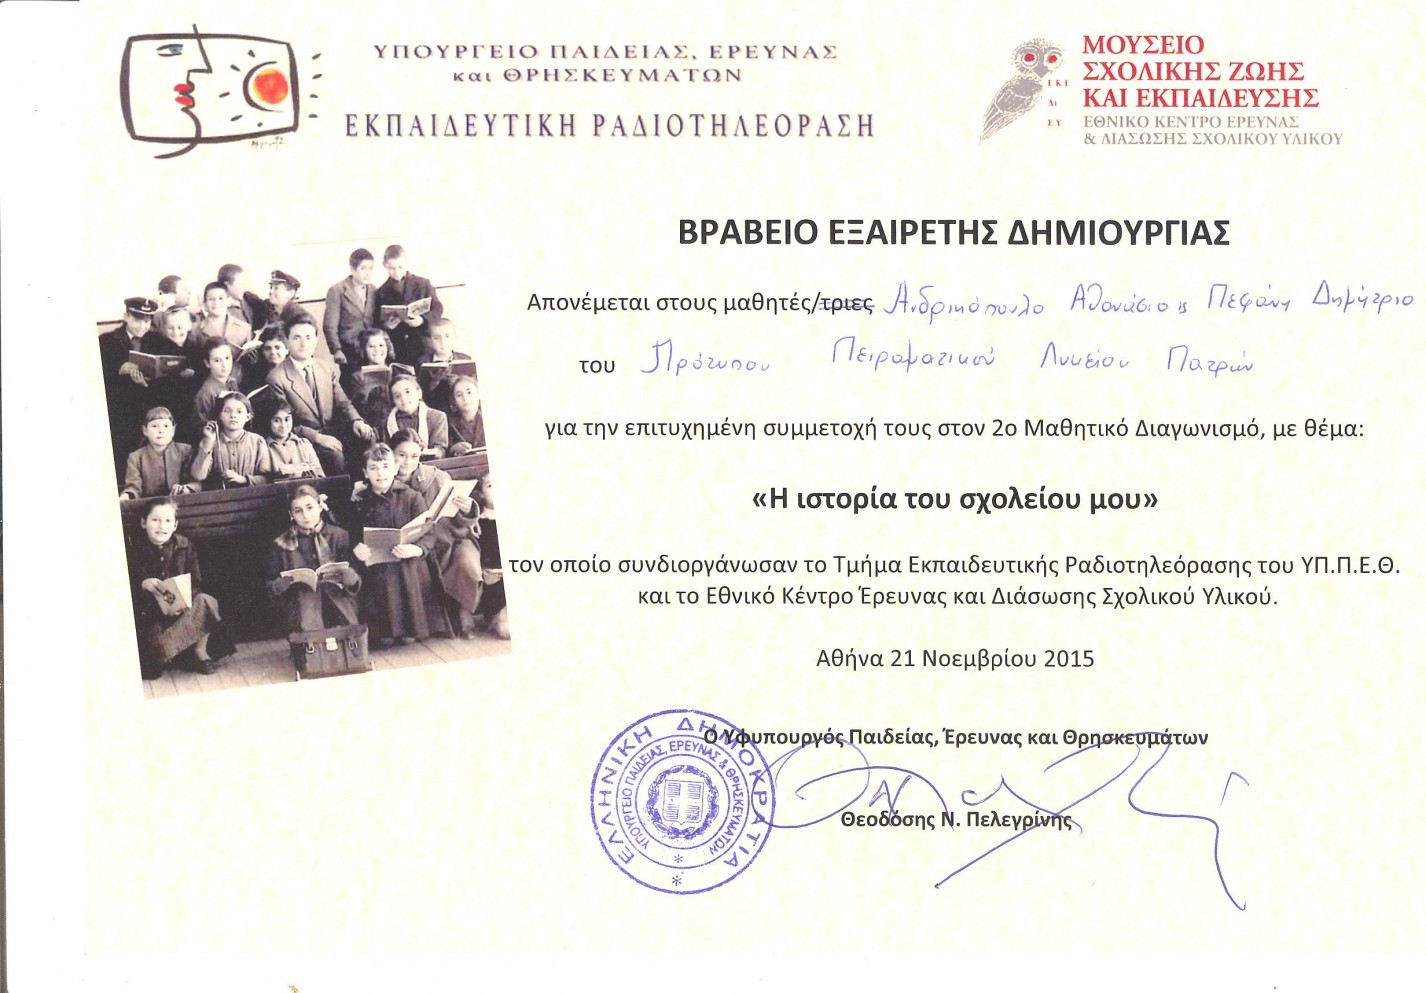 ΥΠΟΥΡΓΕΙΟ ΠΑΙΔΕΙΑΣ, ΕΡΕΥΝΑΣ
και ΘΡΗΣΚΕΥΜΑΤΩΝ
ΕΚΠΑΙΔΕΥΤΙΚΗ ΡΑΔΙΟΤΗΛΕΟΡΑΣΗ
ΕΚΕ
ΔΙ
ΣΥ
ΜΟΥΣΕΙΟ
ΣΧΟΛΙΚΗΣ ΖΩΗΣ
ΚΑΙ ΕΚΠΑΙΔΕΥΣΗΣ
ΕΘΝΙΚΟ ΚΕΝΤΡΟ ΕΡΕΥΝΑΣ
& ΔΙΑΣΩΣΗΣ ΣΧΟΛΙΚΟΥ ΥΛΙΚΟΥ
ΒΡΑΒΕΙΟ ΕΞΑΙΡΕΤΗΣ ΔΗΜΙΟΥΡΓΙΑΣ
Απονέμεται στους μαθητές/τριες Ανδρικόπουλο Αθανάσιο & Πεφάνη Δημήτριο
του Πρότυπου Πειραματικού Λυκείου Πατρών
για την επιτυχημένη συμμετοχή τους στον 2ο Μαθητικό Διαγωνισμό, με θέμα:
«Η ιστορία του σχολείου μου»
τον οποίο συνδιοργάνωσαν το Τμήμα Εκπαιδευτικής Ραδιοτηλεόρασης του ΥΠ.Π.Ε.Θ.
και το Εθνικό Κέντρο Έρευνας και Διάσωσης Σχολικού Υλικού.
Αθήνα 21 Νοεμβρίου 2015
Ο Υφυπουργός Παιδείας, Έρευνας και Θρησκευμάτων
Θεοδόσης Ν. Πελεγρίνης
ΕΛΛΗΝΙΚΗ ΔΗΜΟΚΡΑΤΙΑ
ΥΠΟΥΡΓΕΙΟ ΠΑΙΔΕΙΑΣ, ΕΡΕΥΝΑΣ & ΘΡΗΣΚΕΥΜΑΤΩΝ